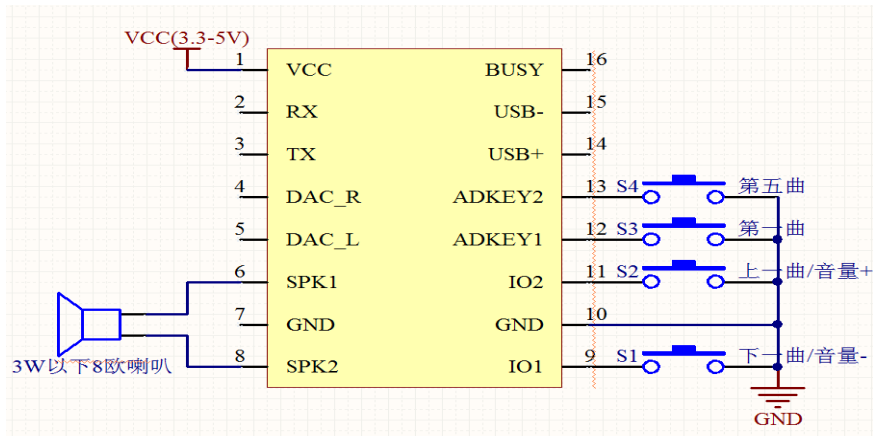 VCC(3.3-5V)
1 VCC BUSY 16
2 RX USB- 15
3 TX USB+ 14
4 DAC_R ADKEY2 13 S4 第五曲
5 DAC_L ADKEY1 12 S3 第一曲
6 SPK1 IO2 11 S2 上一曲/音量+
7 GND GND 10
8 SPK2 IO1 9 S1 下一曲/音量-
3W以下8欧喇叭
GND